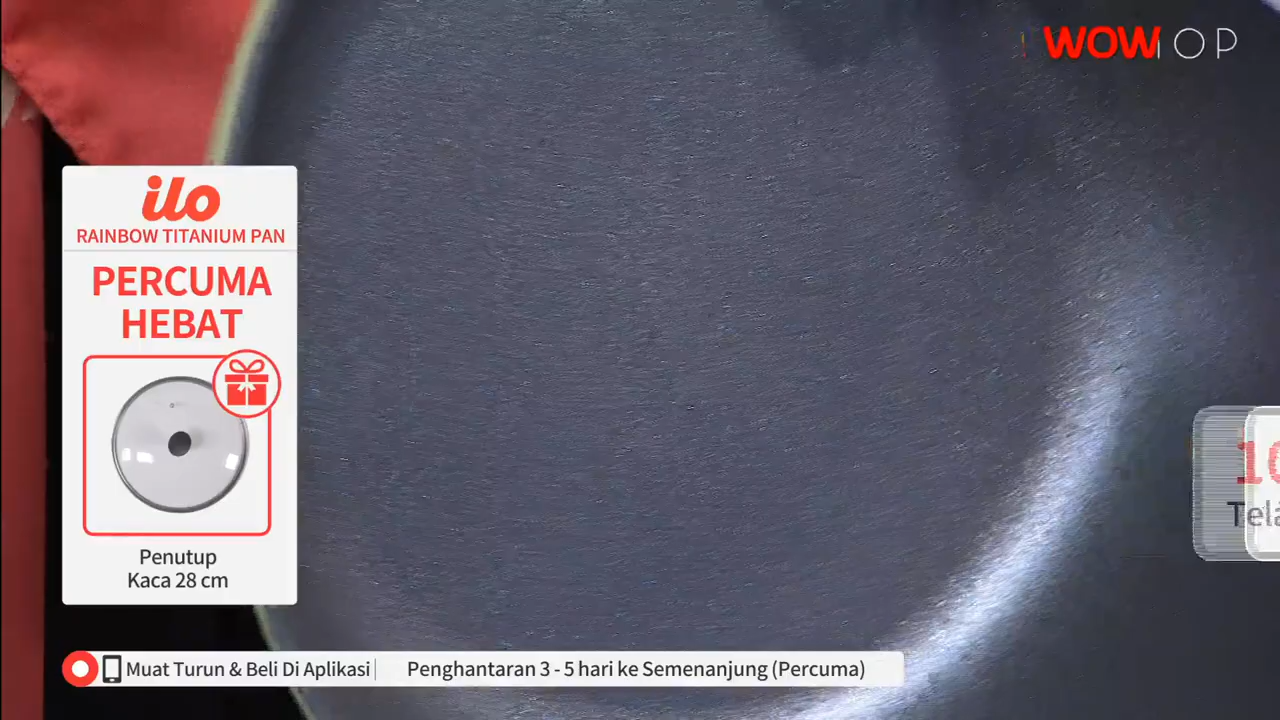 WOW OP
ilo
RAINBOW TITANIUM PAN
PERCUMA
HEBAT
Penutup
Kaca 28 cm
Muat Turun & Beli Di Aplikasi
Penghantaran 3 - 5 hari ke Semenanjung (Percuma)